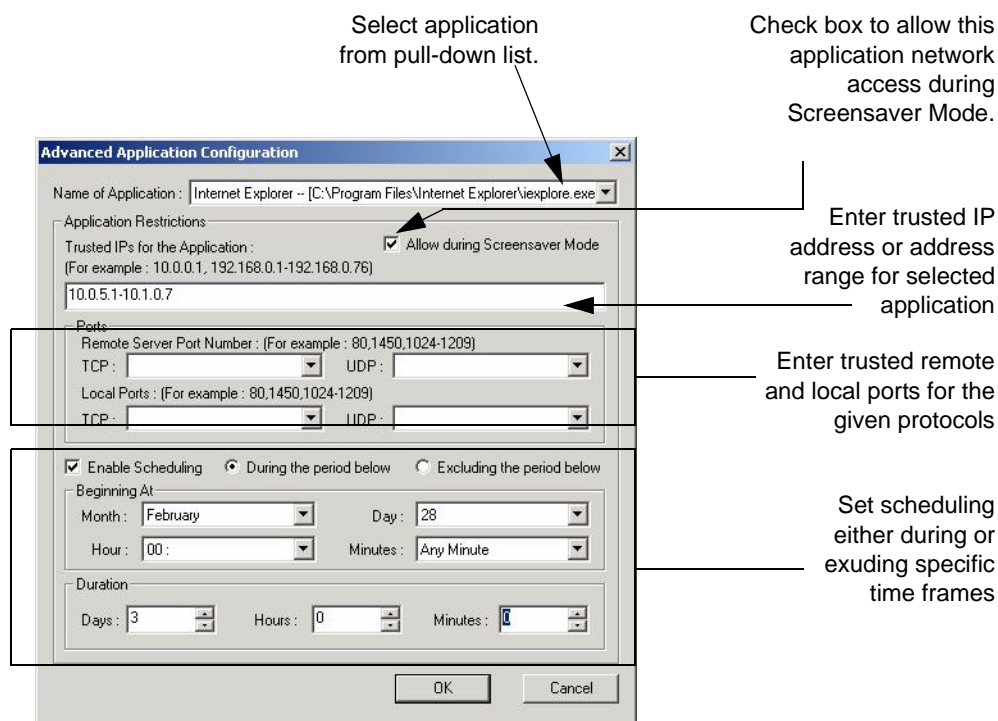 Select application
from pull-down list.
Check box to allow this
application network
access during
Screensaver Mode.
Advanced Application Configuration
Name of Application : Internet Explorer -- [C:\Program Files\Internet Explorer\iexplore.exe
Application Restrictions
Trusted IPs for the Application :
Allow during Screensaver Mode
(For example : 10.0.0.1, 192.168.0.1-192.168.0.76)
10.0.5.1-10.1.0.7
Enter trusted IP
address or address
range for selected
application
Ports
Remote Server Port Number : (For example : 80,1450,1024-1209)
TCP : UDP :
Local Ports : (For example : 80,1450,1024-1209)
TCP : UDP :
Enter trusted remote
and local ports for the
given protocols
Enable Scheduling During the period below Excluding the period below
Beginning At
Month : February Day : 28
Hour : 00 : Minutes : Any Minute
Duration
Days : 3 Hours : 0 Minutes : 0
Set scheduling
either during or
exuding specific
time frames
OK Cancel